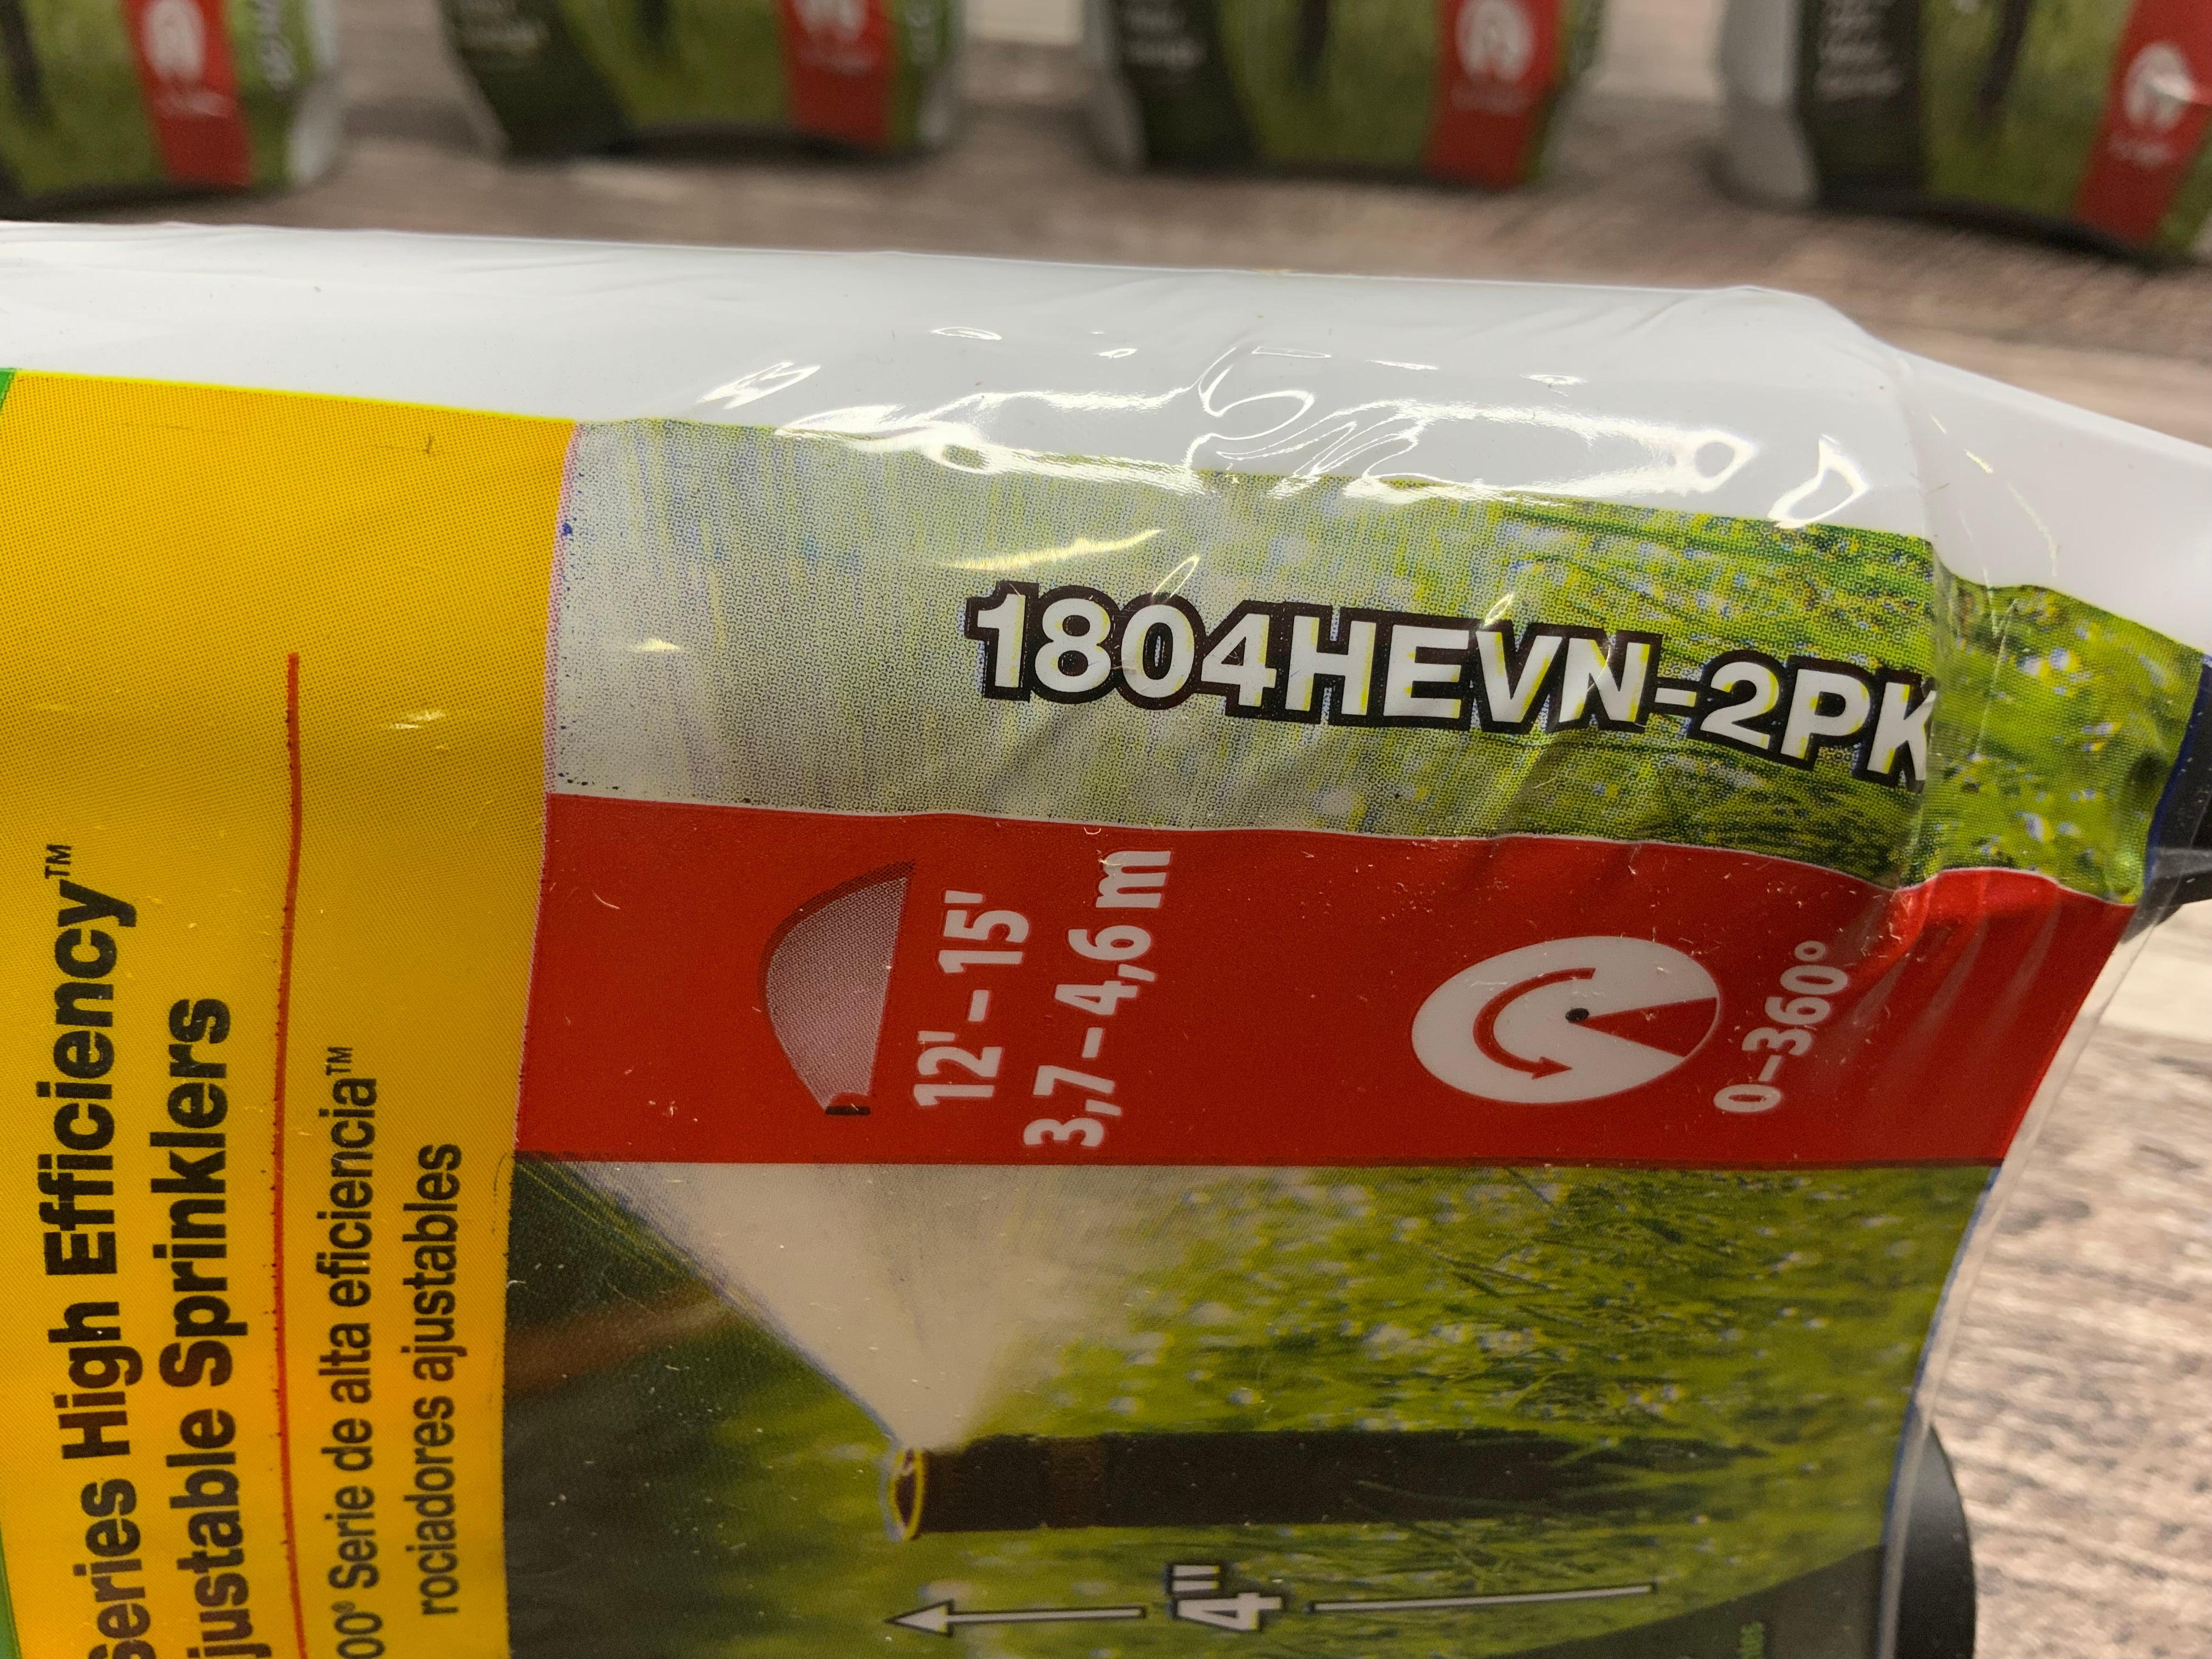 1804HEVN-2PK
Series High Efficiency™
justable Sprinklers
00® Serie de alta eficiencia™
rociadores ajustables
12' – 15'
3,7 – 4,6 m
0–360°
4"